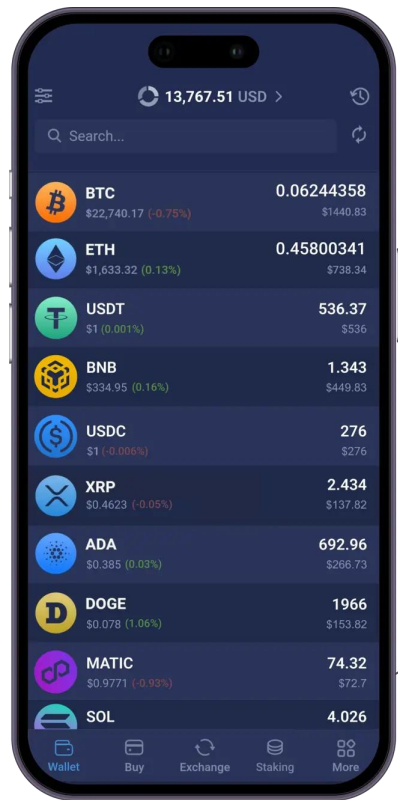 13,767.51 USD
Search...
BTC 0.06244358
$22,740.17 (-0.75%) $1440.83
ETH 0.45800341
$1,633.32 (0.13%) $738.34
USDT 536.37
$1 (0.001%) $536
BNB 1.343
$334.95 (0.16%) $449.83
USDC 276
$1 (-0.006%) $276
XRP 2.434
$0.4623 (-0.05%) $137.82
ADA 692.96
$0.385 (0.03%) $266.73
DOGE 1966
$0.078 (1.06%) $153.82
MATIC 74.32
$0.9771 (-0.93%) $72.7
SOL 4.026
Wallet Buy Exchange Staking More